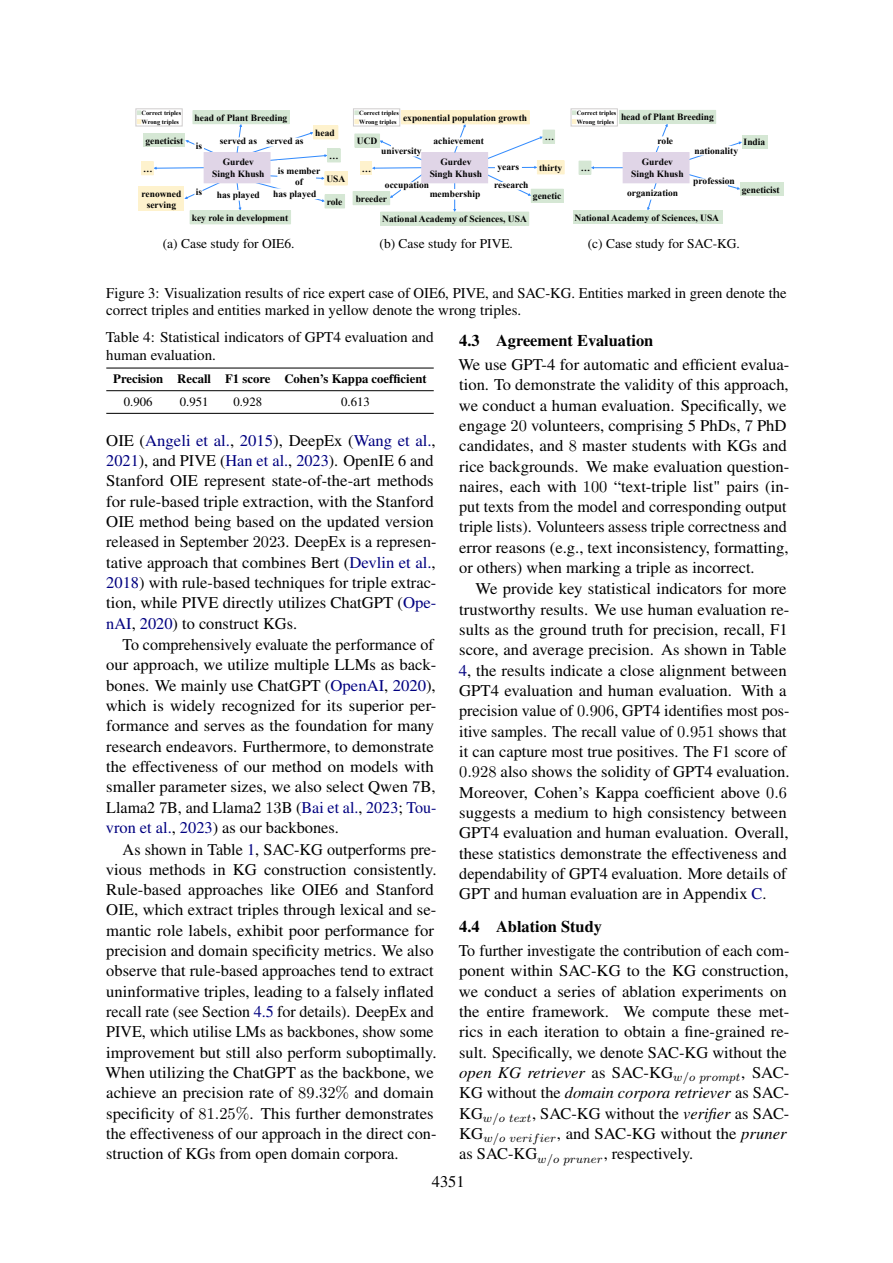 Correct triples
Wrong triples
head of Plant Breeding
geneticist
is
served as
served as
head
...
Gurdev
Singh Khush
...
is member
of
USA
renowned
serving
is
has played
has played
role
key role in development
(a) Case study for OIE6.
Correct triples
Wrong triples
exponential population growth
UCD
university
achievement
...
...
Gurdev
Singh Khush
years
thirty
occupation
research
breeder
membership
genetic
National Academy of Sciences, USA
(b) Case study for PIVE.
Correct triples
Wrong triples
head of Plant Breeding
role
India
nationality
...
Gurdev
Singh Khush
profession
geneticist
organization
National Academy of Sciences, USA
(c) Case study for SAC-KG.
Figure 3: Visualization results of rice expert case of OIE6, PIVE, and SAC-KG. Entities marked in green denote the
correct triples and entities marked in yellow denote the wrong triples.
Table 4: Statistical indicators of GPT4 evaluation and
human evaluation.
Precision Recall F1 score Cohen's Kappa coefficient
0.906 0.951 0.928 0.613
OIE (Angeli et al., 2015), DeepEx (Wang et al.,
2021), and PIVE (Han et al., 2023). OpenIE 6 and
Stanford OIE represent state-of-the-art methods
for rule-based triple extraction, with the Stanford
OIE method being based on the updated version
released in September 2023. DeepEx is a represen-
tative approach that combines Bert (Devlin et al.,
2018) with rule-based techniques for triple extrac-
tion, while PIVE directly utilizes ChatGPT (Ope-
nAI, 2020) to construct KGs.
To comprehensively evaluate the performance of
our approach, we utilize multiple LLMs as back-
bones. We mainly use ChatGPT (OpenAI, 2020),
which is widely recognized for its superior per-
formance and serves as the foundation for many
research endeavors. Furthermore, to demonstrate
the effectiveness of our method on models with
smaller parameter sizes, we also select Qwen 7B,
Llama2 7B, and Llama2 13B (Bai et al., 2023; Tou-
vron et al., 2023) as our backbones.
As shown in Table 1, SAC-KG outperforms pre-
vious methods in KG construction consistently.
Rule-based approaches like OIE6 and Stanford
OIE, which extract triples through lexical and se-
mantic role labels, exhibit poor performance for
precision and domain specificity metrics. We also
observe that rule-based approaches tend to extract
uninformative triples, leading to a falsely inflated
recall rate (see Section 4.5 for details). DeepEx and
PIVE, which utilise LMs as backbones, show some
improvement but still also perform suboptimally.
When utilizing the ChatGPT as the backbone, we
achieve an precision rate of 89.32% and domain
specificity of 81.25%. This further demonstrates
the effectiveness of our approach in the direct con-
struction of KGs from open domain corpora.
4.3 Agreement Evaluation
We use GPT-4 for automatic and efficient evalua-
tion. To demonstrate the validity of this approach,
we conduct a human evaluation. Specifically, we
engage 20 volunteers, comprising 5 PhDs, 7 PhD
candidates, and 8 master students with KGs and
rice backgrounds. We make evaluation question-
naires, each with 100 “text-triple list" pairs (in-
put texts from the model and corresponding output
triple lists). Volunteers assess triple correctness and
error reasons (e.g., text inconsistency, formatting,
or others) when marking a triple as incorrect.
We provide key statistical indicators for more
trustworthy results. We use human evaluation re-
sults as the ground truth for precision, recall, F1
score, and average precision. As shown in Table
4, the results indicate a close alignment between
GPT4 evaluation and human evaluation. With a
precision value of 0.906, GPT4 identifies most pos-
itive samples. The recall value of 0.951 shows that
it can capture most true positives. The F1 score of
0.928 also shows the solidity of GPT4 evaluation.
Moreover, Cohen's Kappa coefficient above 0.6
suggests a medium to high consistency between
GPT4 evaluation and human evaluation. Overall,
these statistics demonstrate the effectiveness and
dependability of GPT4 evaluation. More details of
GPT and human evaluation are in Appendix C.
4.4 Ablation Study
To further investigate the contribution of each com-
ponent within SAC-KG to the KG construction,
we conduct a series of ablation experiments on
the entire framework. We compute these met-
rics in each iteration to obtain a fine-grained re-
sult. Specifically, we denote SAC-KG without the
open KG retriever as SAC-KGw/o prompt, SAC-
KG without the domain corpora retriever as SAC-
KGw/o text, SAC-KG without the verifier as SAC-
KGw/o verifier, and SAC-KG without the pruner
as SAC-KGw/o pruner, respectively.
4351